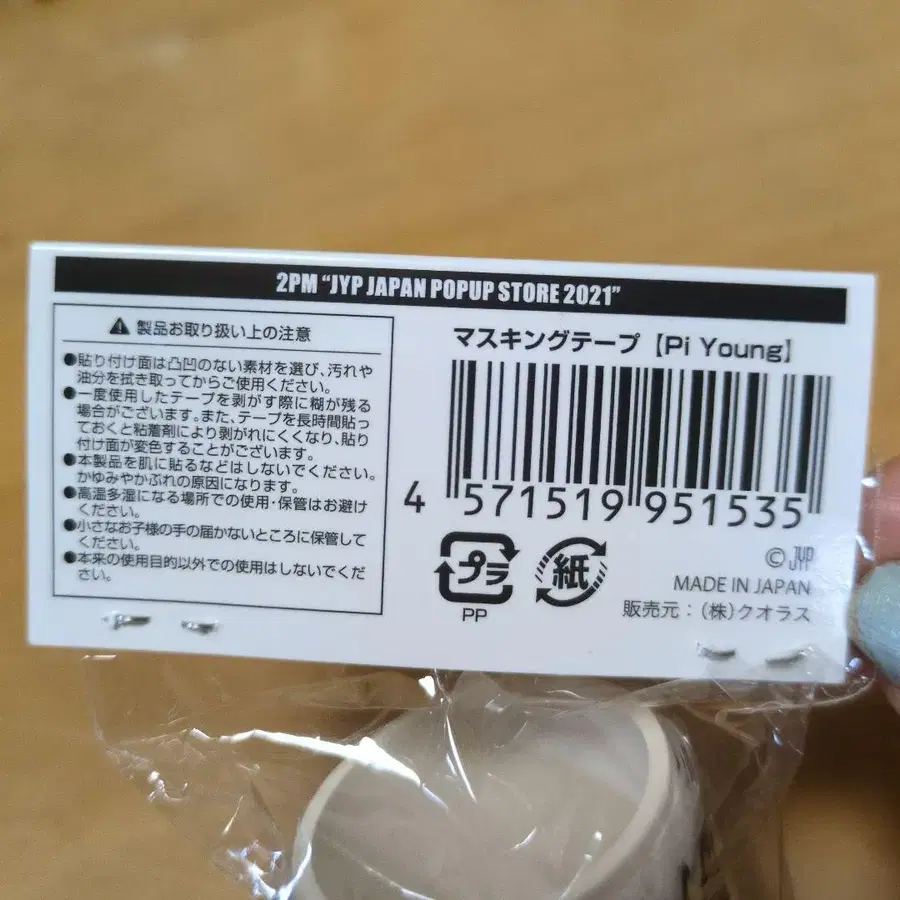 2PM “JYP JAPAN POPUP STORE 2021”
⚠ 製品お取り扱い上の注意
●貼り付け面は凸凹のない素材を選び、汚れや
油分を拭き取ってからご使用ください。
●一度使用したテープを剥がす際に糊が残る
場合がございます。また、テープを長時間貼っ
ておくと粘着剤により剥がれにくくなり、貼り
付け面が変色することがございます。
●本製品を肌に貼るなどはしないでください。
かゆみやかぶれの原因になります。
●高温多湿になる場所での使用・保管はお避け
ください。
●小さなお子様の手の届かないところに保管して
ください。
●本来の使用目的以外での使用はしないでくだ
さい。
マスキングテープ【Pi Young】
4 571519 951535
プラ
PP
紙
© JYP
MADE IN JAPAN
販売元：（株）クオラス